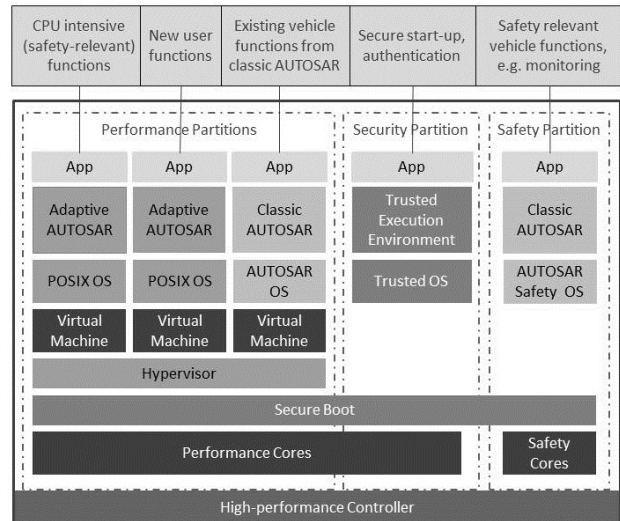 CPU intensive
(safety-relevant)
functions
New user
functions
Existing vehicle
functions from
classic AUTOSAR
Secure start-up,
authentication
Safety relevant
vehicle functions,
e.g. monitoring
Performance Partitions
Security Partition
Safety Partition
App
App
App
App
App
Adaptive
AUTOSAR
Adaptive
AUTOSAR
Classic
AUTOSAR
Trusted
Execution
Environment
Classic
AUTOSAR
POSIX OS
POSIX OS
AUTOSAR
OS
Trusted OS
AUTOSAR
Safety OS
Virtual
Machine
Virtual
Machine
Virtual
Machine
Hypervisor
Secure Boot
Performance Cores
Safety
Cores
High-performance Controller